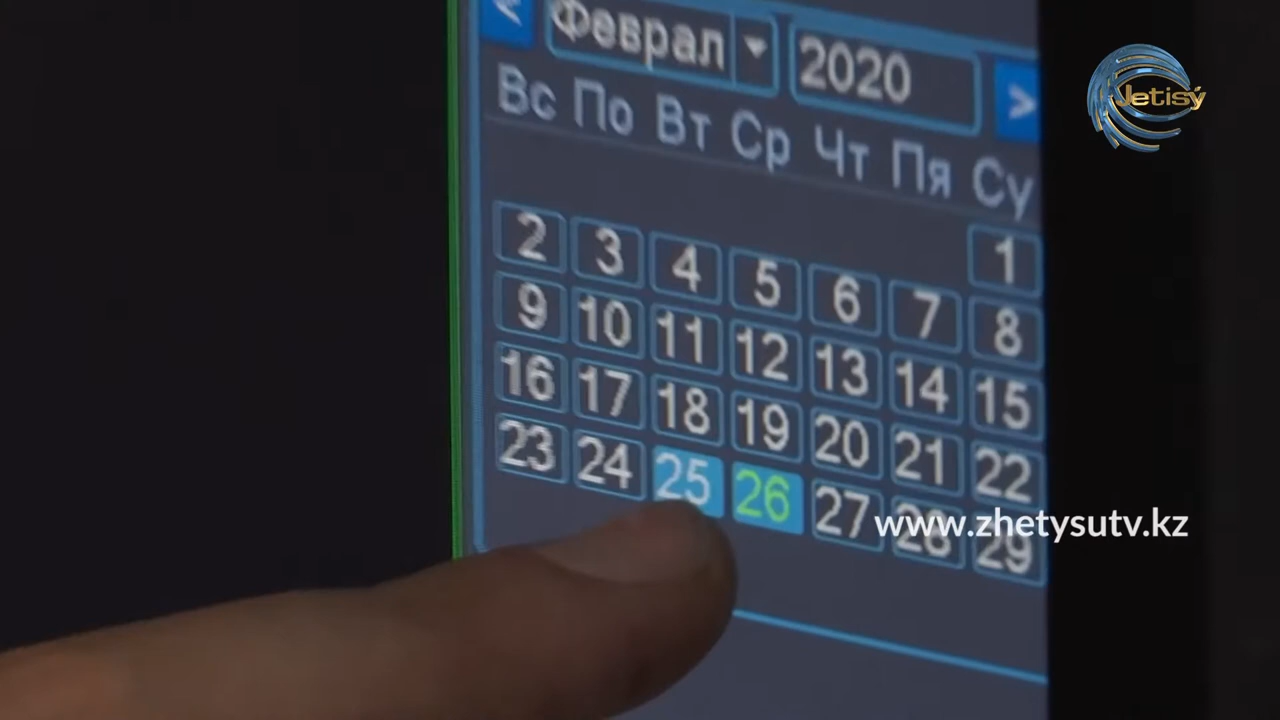 < Феврал 2020 >
Jetisý
Вс По Вт Ср Чт Пя Су
1
2 3 4 5 6 7 8
9 10 11 12 13 14 15
16 17 18 19 20 21 22
23 24 25 26 27 28 29
www.zhetysutv.kz